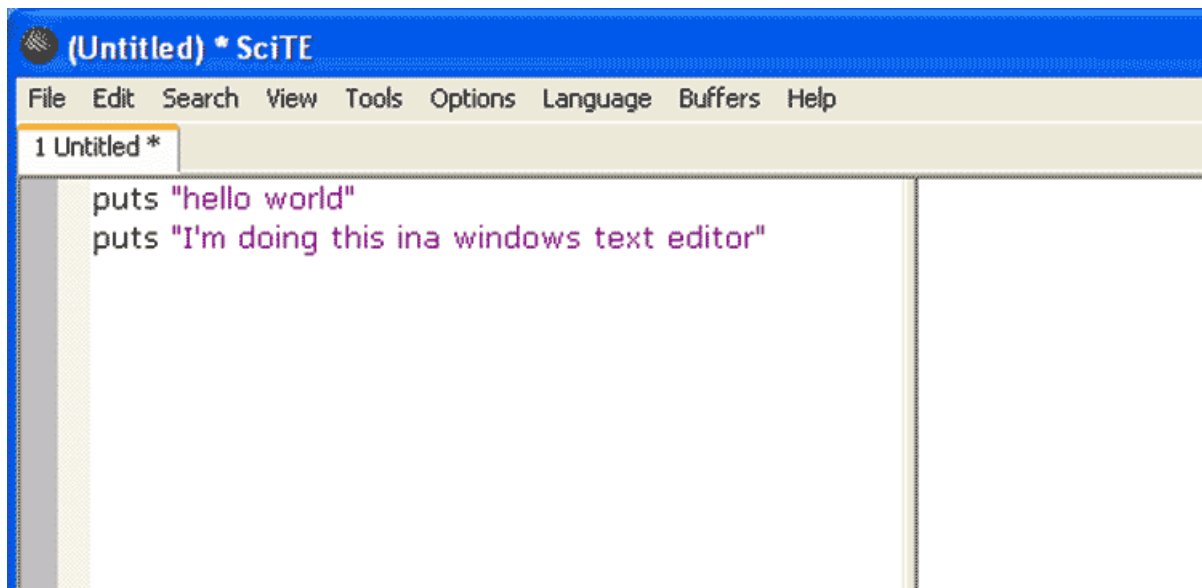 (Untitled) * SciTE
File Edit Search View Tools Options Language Buffers Help
1 Untitled *
puts "hello world"
puts "I'm doing this ina windows text editor"